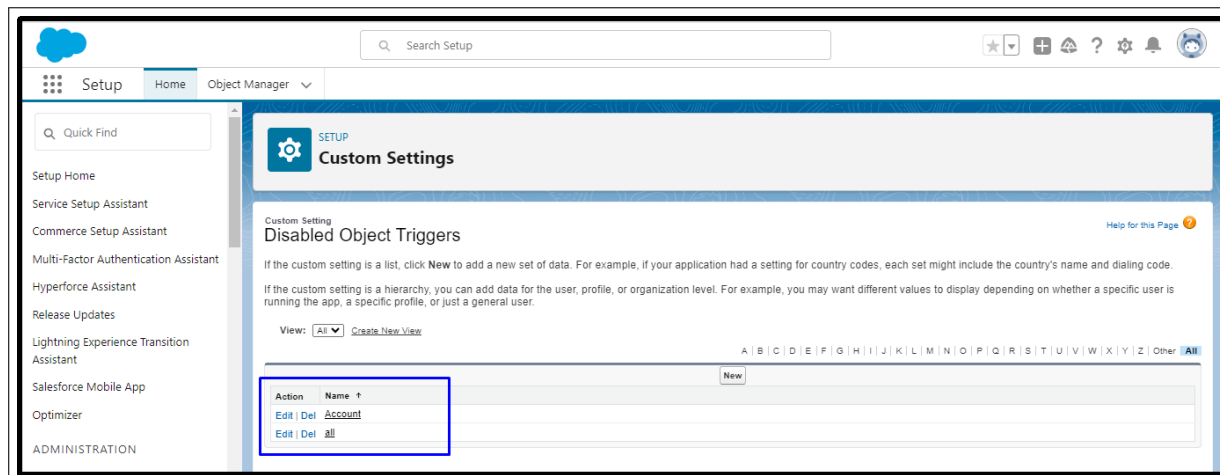 Search Setup
Setup
Home
Object Manager
Quick Find
Setup Home
Service Setup Assistant
Commerce Setup Assistant
Multi-Factor Authentication Assistant
Hyperforce Assistant
Release Updates
Lightning Experience Transition
Assistant
Salesforce Mobile App
Optimizer
ADMINISTRATION
SETUP
Custom Settings
Custom Setting
Disabled Object Triggers
Help for this Page
If the custom setting is a list, click New to add a new set of data. For example, if your application had a setting for country codes, each set might include the country's name and dialing code.
If the custom setting is a hierarchy, you can add data for the user, profile, or organization level. For example, you may want different values to display depending on whether a specific user is
running the app, a specific profile, or just a general user.
View: All Create New View
A | B | C | D | E | F | G | H | I | J | K | L | M | N | O | P | Q | R | S | T | U | V | W | X | Y | Z | Other All
New
Action Name ↑
Edit | Del Account
Edit | Del all